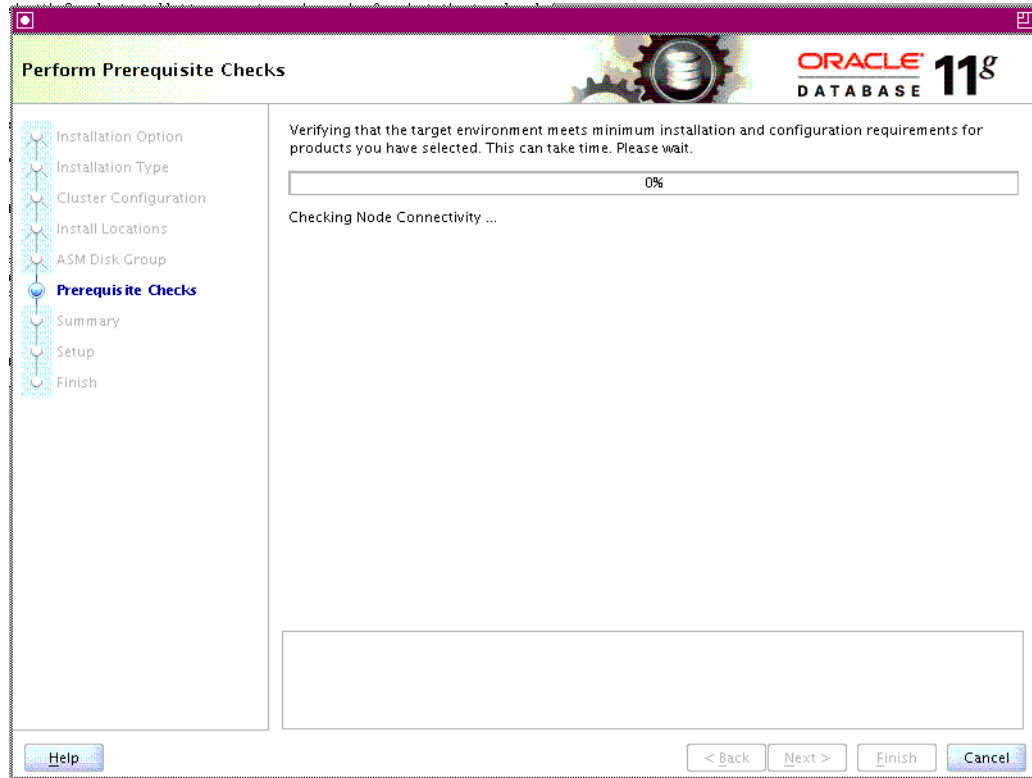 Perform Prerequisite Checks
ORACLE
DATABASE
11g
Installation Option
Installation Type
Cluster Configuration
Install Locations
ASM Disk Group
Prerequisite Checks
Summary
Setup
Finish
Verifying that the target environment meets minimum installation and configuration requirements for
products you have selected. This can take time. Please wait.
0%
Checking Node Connectivity ...
Help
< Back
Next >
Finish
Cancel